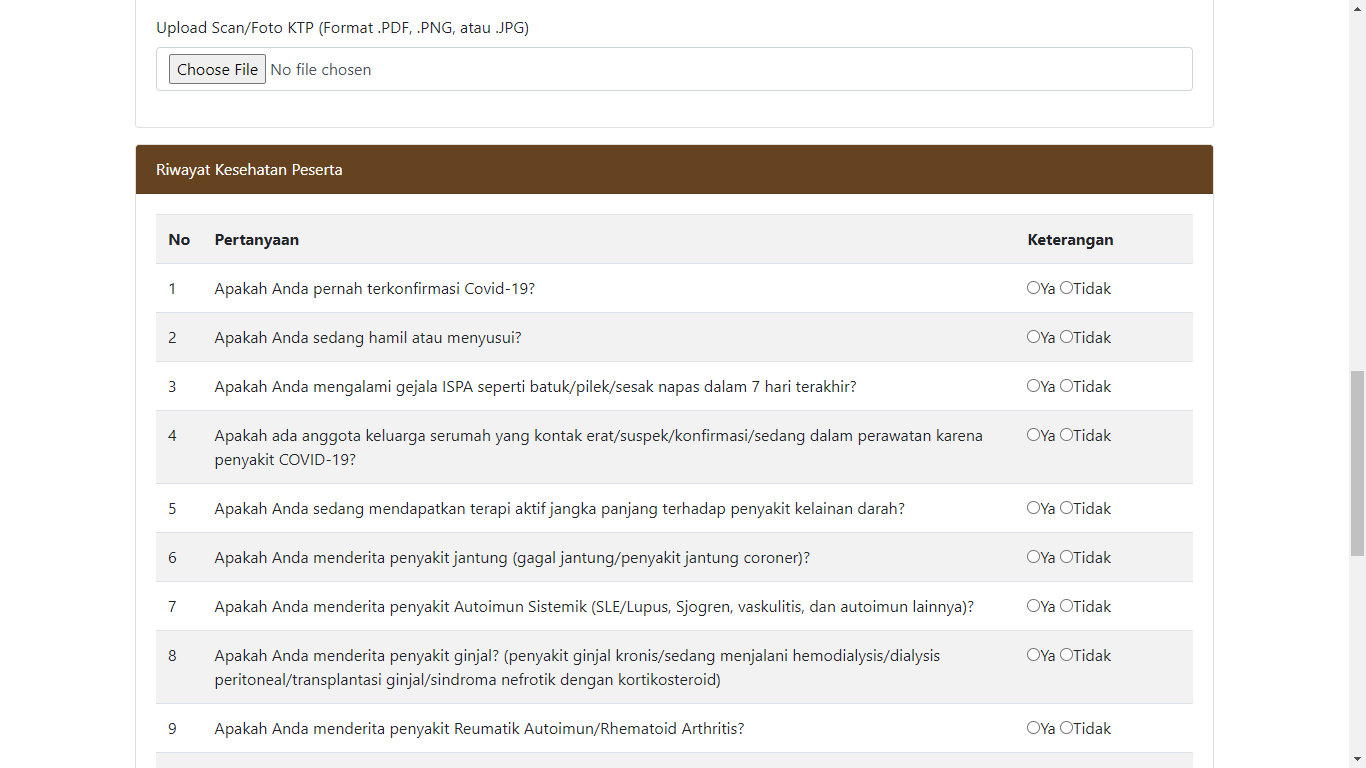 Upload Scan/Foto KTP (Format .PDF, .PNG, atau .JPG)
Choose File No file chosen
Riwayat Kesehatan Peserta
No Pertanyaan Keterangan
1 Apakah Anda pernah terkonfirmasi Covid-19? Ya Tidak
2 Apakah Anda sedang hamil atau menyusui? Ya Tidak
3 Apakah Anda mengalami gejala ISPA seperti batuk/pilek/sesak napas dalam 7 hari terakhir? Ya Tidak
4 Apakah ada anggota keluarga serumah yang kontak erat/suspek/konfirmasi/sedang dalam perawatan karena Ya Tidak
penyakit COVID-19?
5 Apakah Anda sedang mendapatkan terapi aktif jangka panjang terhadap penyakit kelainan darah? Ya Tidak
6 Apakah Anda menderita penyakit jantung (gagal jantung/penyakit jantung coroner)? Ya Tidak
7 Apakah Anda menderita penyakit Autoimun Sistemik (SLE/Lupus, Sjogren, vaskulitis, dan autoimun lainnya)? Ya Tidak
8 Apakah Anda menderita penyakit ginjal? (penyakit ginjal kronis/sedang menjalani hemodialysis/dialysis Ya Tidak
peritoneal/transplantasi ginjal/sindroma nefrotik dengan kortikosteroid)
9 Apakah Anda menderita penyakit Reumatik Autoimun/Rhematoid Arthritis? Ya Tidak